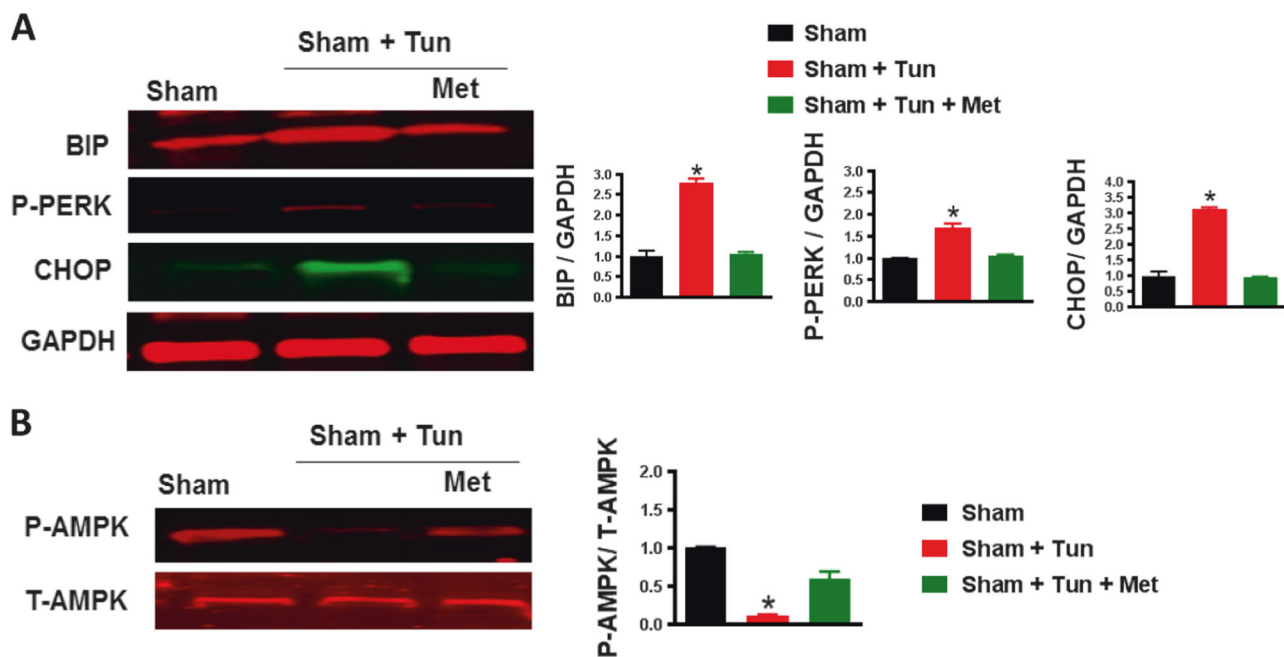 A
Sham + Tun
Sham
Met
BIP
P-PERK
CHOP
GAPDH
Sham
Sham + Tun
Sham + Tun + Met
BIP / GAPDH
3.0
2.5
2.0
1.5
1.0
0.5
0.0
*
P-PERK / GAPDH
3.0
2.5
2.0
1.5
1.0
0.5
0.0
*
CHOP/ GAPDH
4.0
3.5
3.0
2.5
2.0
1.5
1.0
0.5
0.0
*
B
Sham + Tun
Sham
Met
P-AMPK
T-AMPK
P-AMPK/ T-AMPK
2.0
1.5
1.0
0.5
0.0
*
Sham
Sham + Tun
Sham + Tun + Met